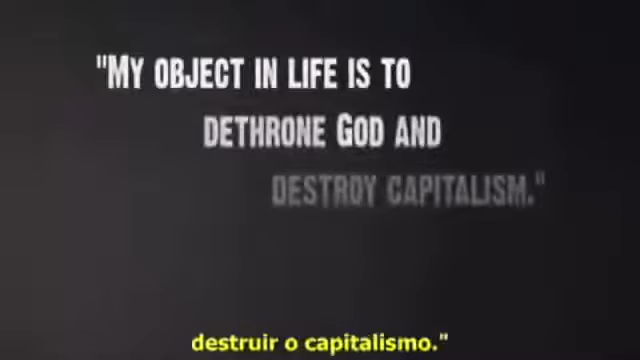 "MY OBJECT IN LIFE IS TO
DETHRONE GOD AND
DESTROY CAPITALISM."
destruir o capitalismo."